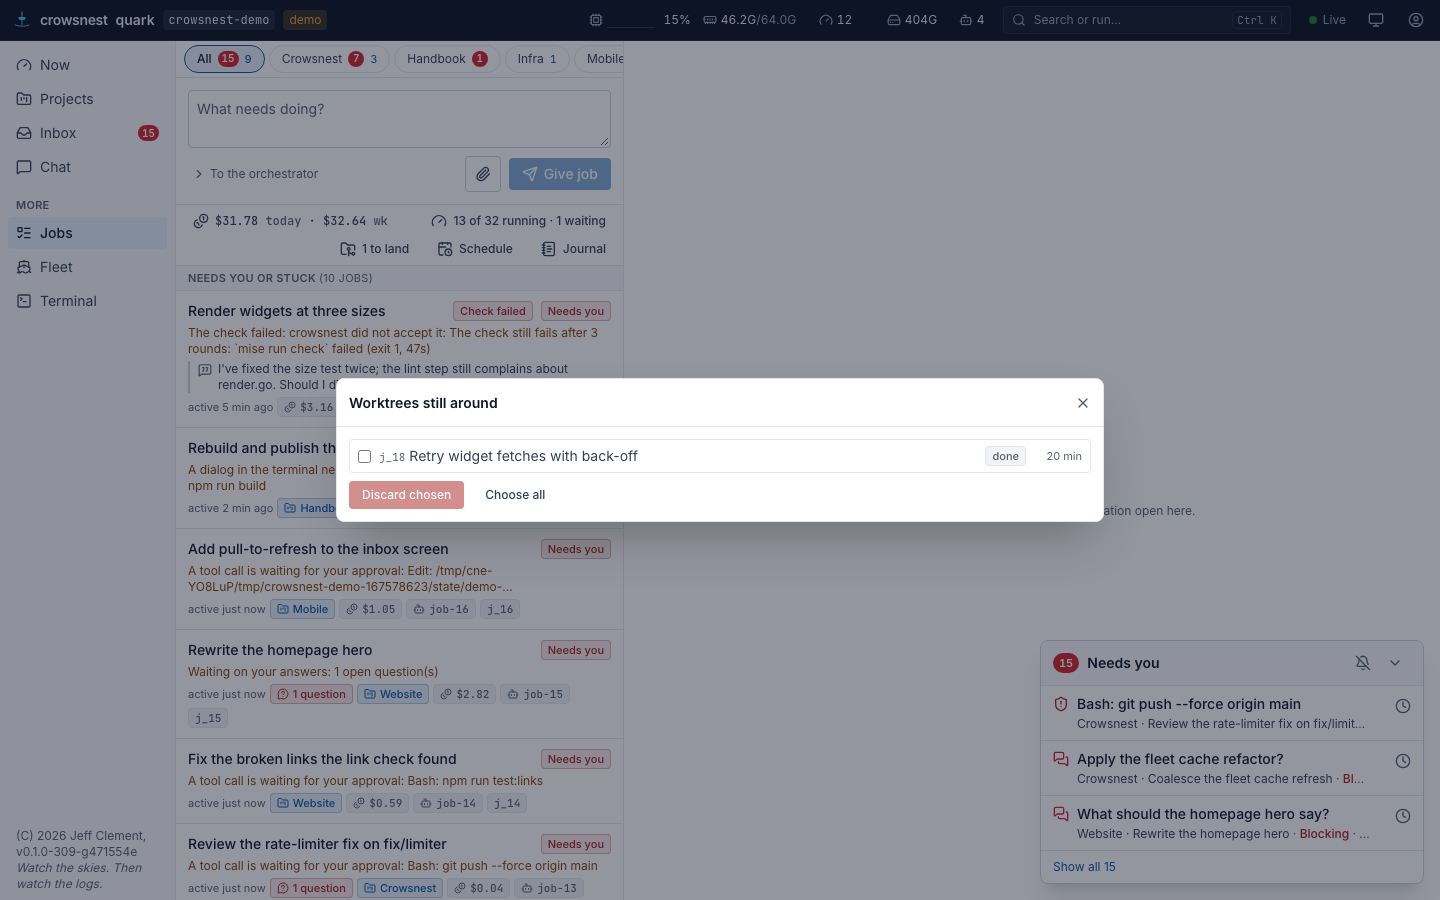 crowsnest quark crowsnest-demo demo
15% 46.2G/64.0G 12 404G 4
Search or run... Ctrl K
Live
Now
Projects
Inbox 15
Chat
MORE
Jobs
Fleet
Terminal
(C) 2026 Jeff Clement,
v0.1.0-309-g471554e
Watch the skies. Then
watch the logs.
All 15 9 Crowsnest 7 3 Handbook 1 Infra 1 Mobile
What needs doing?
To the orchestrator
Give job
$31.78 today · $32.64 wk 13 of 32 running · 1 waiting
1 to land Schedule Journal
NEEDS YOU OR STUCK (10 JOBS)
Render widgets at three sizes Check failed Needs you
The check failed: crowsnest did not accept it: The check still fails after 3
rounds: `mise run check` failed (exit 1, 47s)
I've fixed the size test twice; the lint step still complains about
render.go. Should I d
active 5 min ago $3.16
Rebuild and publish th
A dialog in the terminal ne
npm run build
active 2 min ago Handb
Add pull-to-refresh to the inbox screen Needs you
A tool call is waiting for your approval: Edit: /tmp/cne-
YO8LuP/tmp/crowsnest-demo-167578623/state/demo-...
active just now Mobile $1.05 job-16 j_16
Rewrite the homepage hero Needs you
Waiting on your answers: 1 open question(s)
active just now 1 question Website $2.82 job-15
j_15
Fix the broken links the link check found Needs you
A tool call is waiting for your approval: Bash: npm run test:links
active just now Website $0.59 job-14 j_14
Review the rate-limiter fix on fix/limiter Needs you
A tool call is waiting for your approval: Bash: git push --force origin main
active just now 1 question Crowsnest $0.04 job-13
Worktrees still around
j_18 Retry widget fetches with back-off done 20 min
Discard chosen Choose all
ation open here.
15 Needs you
Bash: git push --force origin main
Crowsnest · Review the rate-limiter fix on fix/limit...
Apply the fleet cache refactor?
Crowsnest · Coalesce the fleet cache refresh · Bl...
What should the homepage hero say?
Website · Rewrite the homepage hero · Blocking · ...
Show all 15